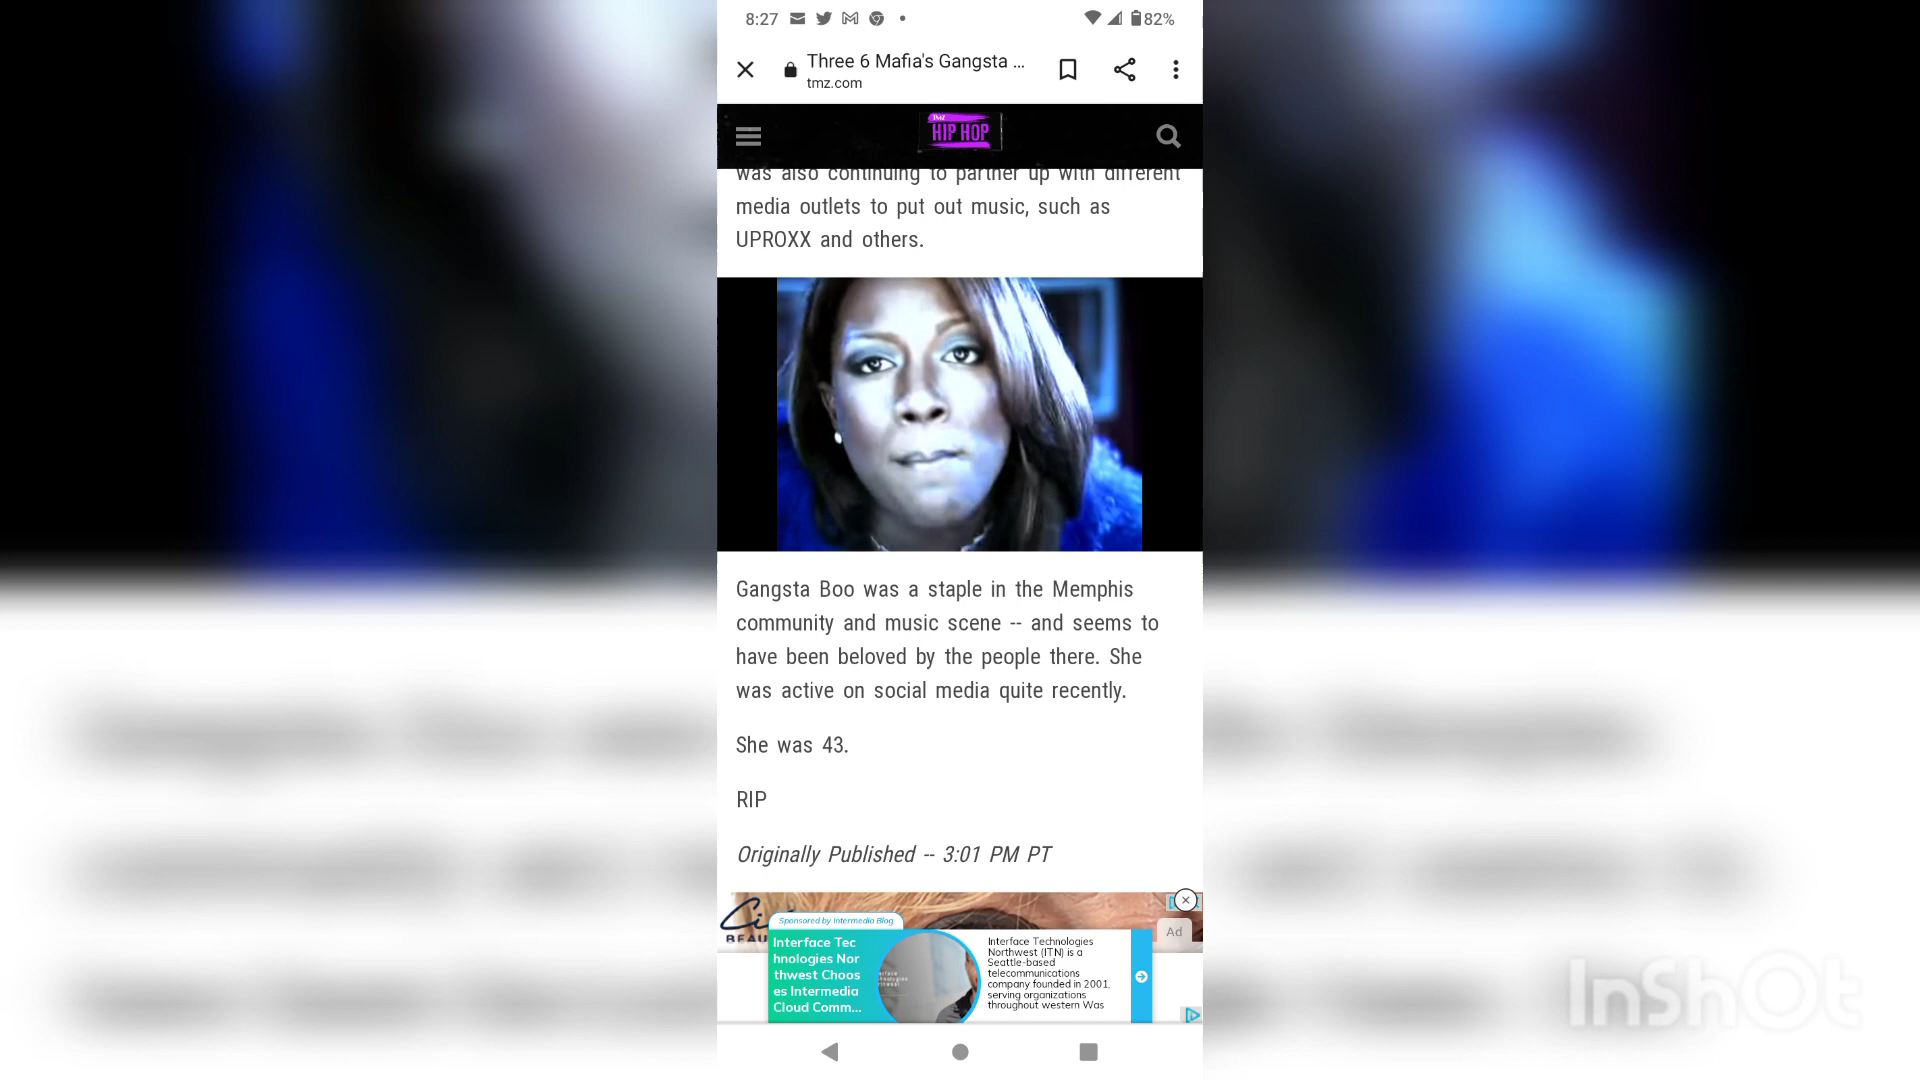 8:27
82%
Three 6 Mafia's Gangsta ...
tmz.com
TMZ
HIP HOP
was also continuing to partner up with different
media outlets to put out music, such as
UPROXX and others.
Gangsta Boo was a staple in the Memphis
community and music scene -- and seems to
have been beloved by the people there. She
was active on social media quite recently.
She was 43.
RIP
Originally Published -- 3:01 PM PT
Ad
Sponsored by Intermedia Blog
Interface Tec
hnologies Nor
thwest Choos
es Intermedia
Cloud Comm...
Interface Technologies
Northwest (ITN) is a
Seattle-based
telecommunications
company founded in 2001,
serving organizations
throughout western Was
InShOt